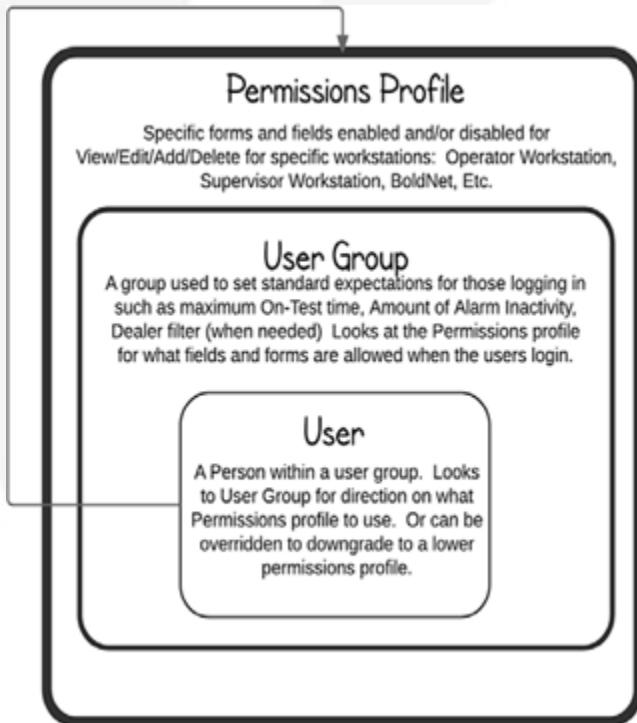 Permissions Profile
Specific forms and fields enabled and/or disabled for
View/Edit/Add/Delete for specific workstations:  Operator Workstation,
Supervisor Workstation, BoldNet, Etc.
User Group
A group used to set standard expectations for those logging in
such as maximum On-Test time, Amount of Alarm Inactivity,
Dealer filter (when needed)  Looks at the Permissions profile
for what fields and forms are allowed when the users login.
User
A Person within a user group.  Looks
to User Group for direction on what
Permissions profile to use.  Or can be
overridden to downgrade to a lower
permissions profile.